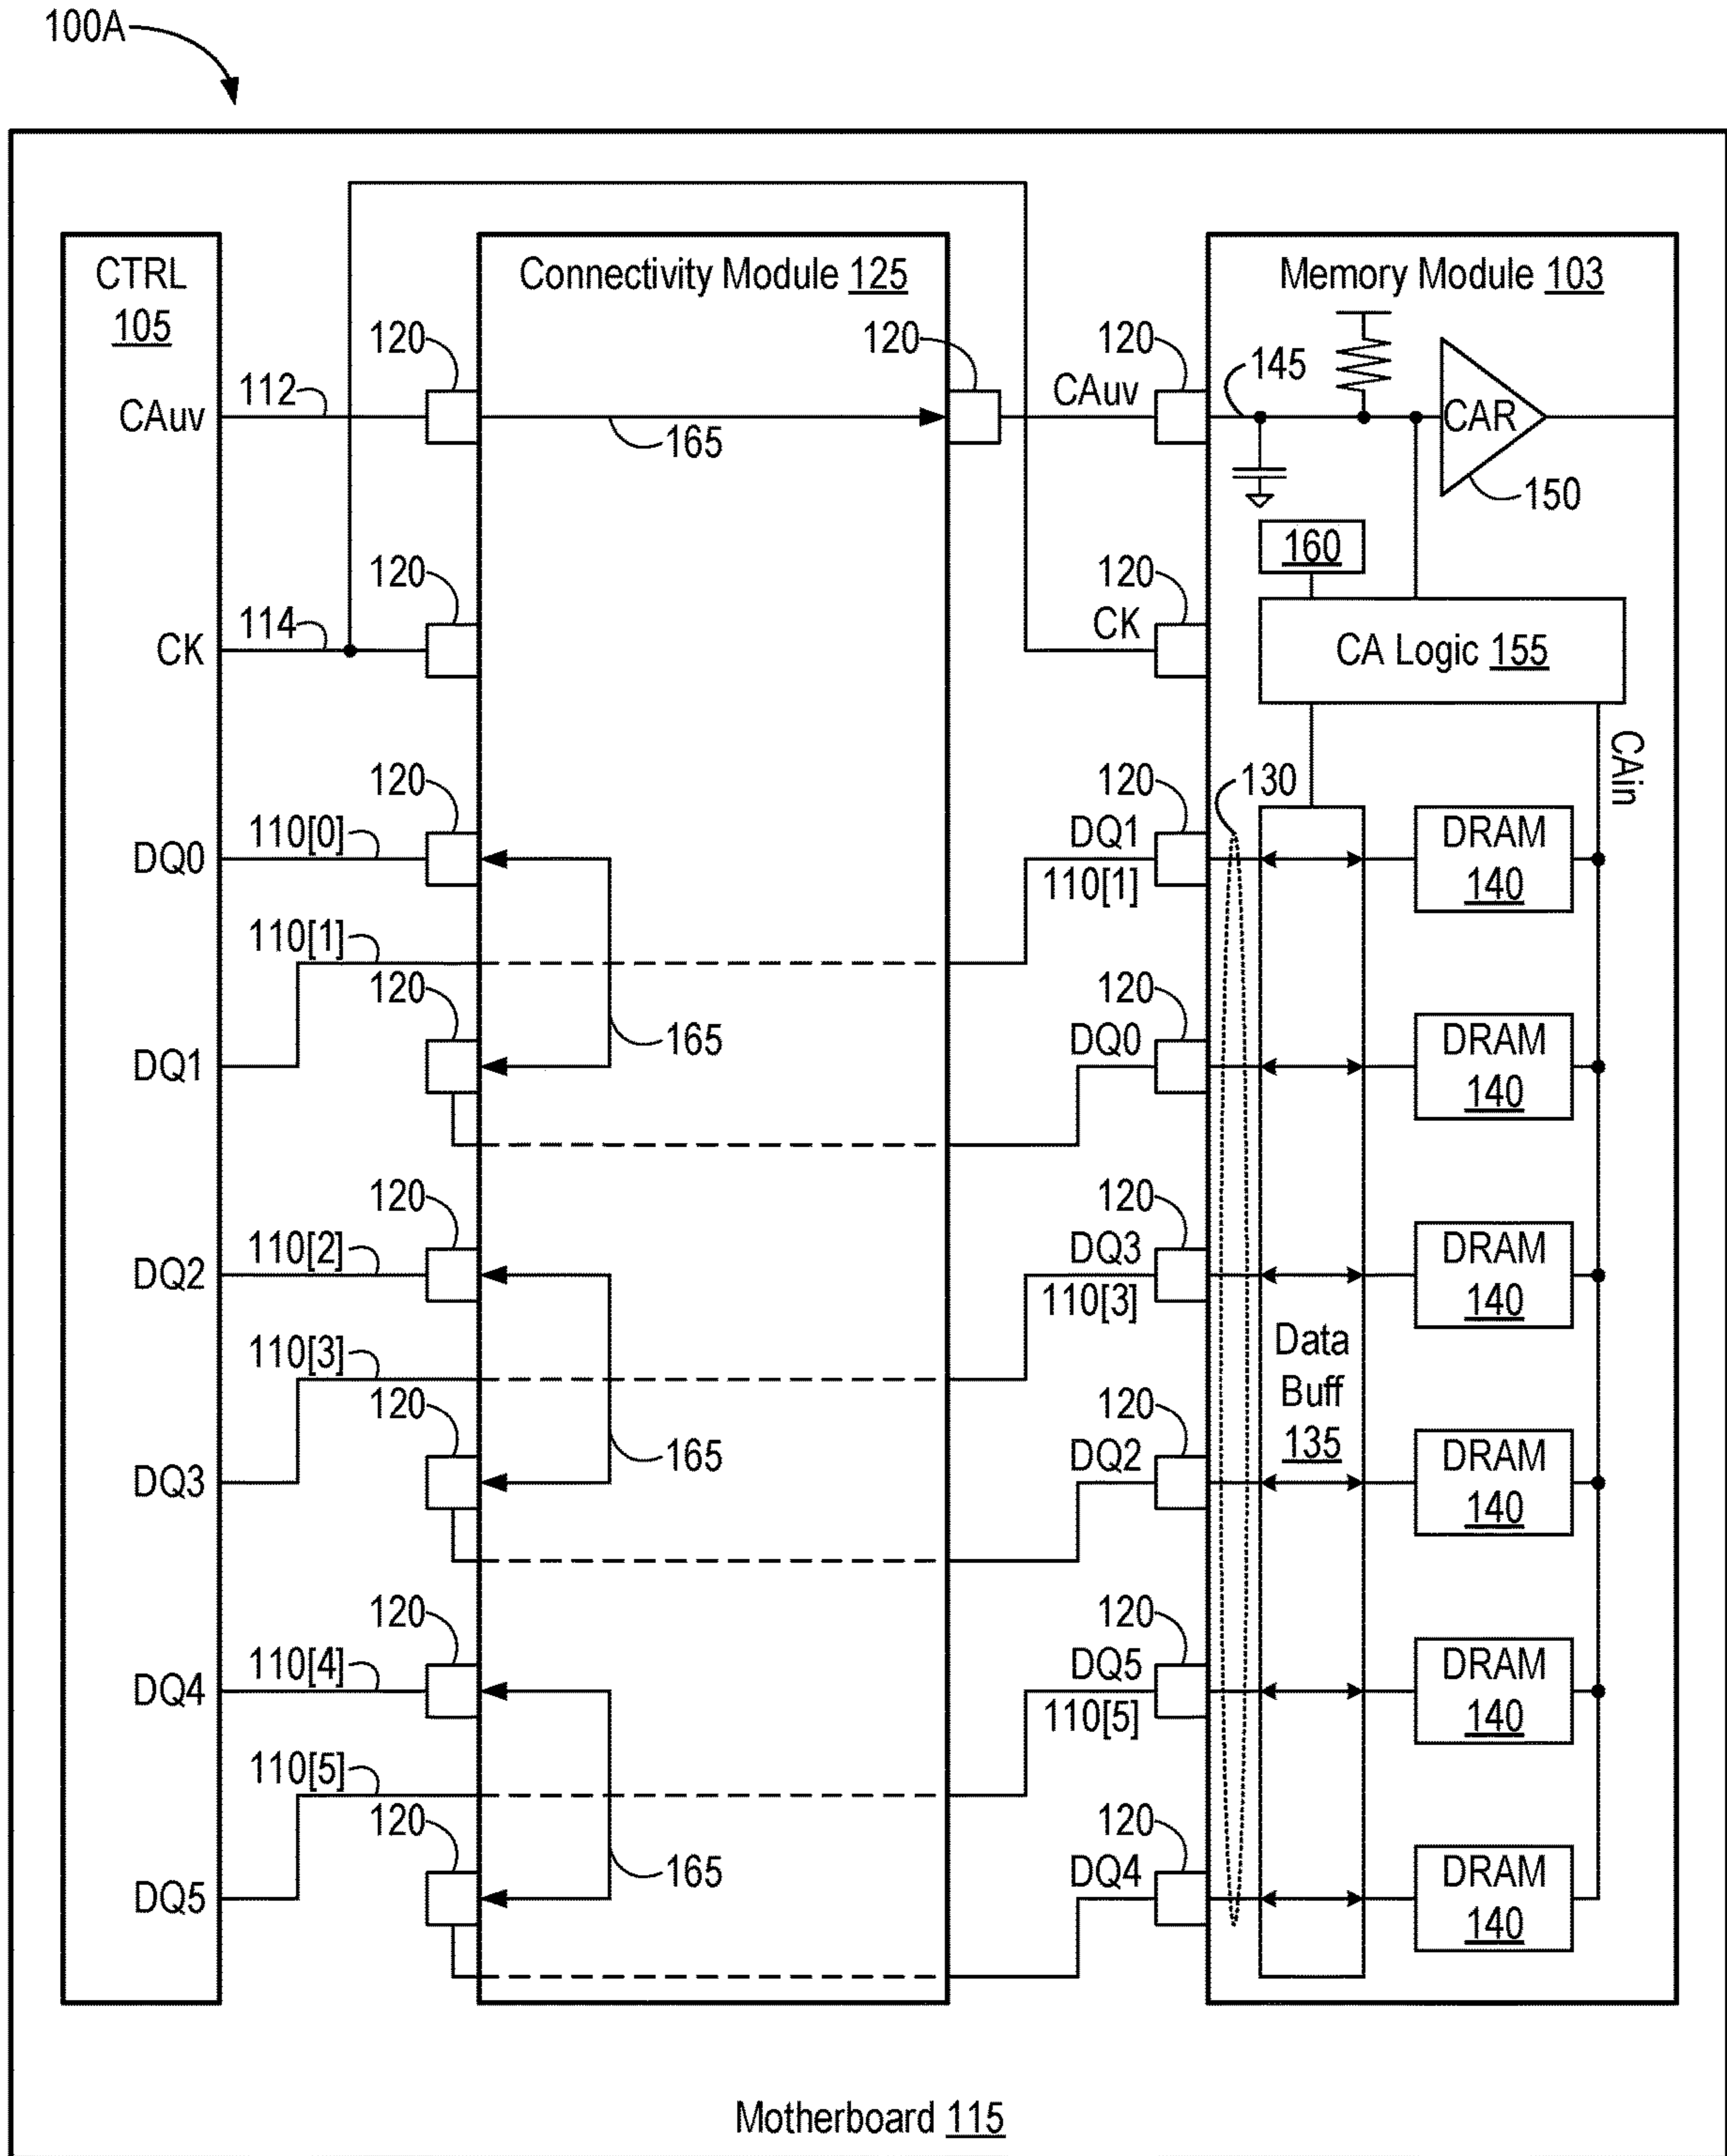 100A
CTRL
105
Connectivity Module 125
Memory Module 103
120
120
120
145
CAuv
112
165
CAuv
CAR
150
160
120
120
CK
114
CK
CA Logic 155
CAin
120
120
130
DQ0
110[0]
DQ1
110[1]
DRAM
140
110[1]
120
120
DQ1
165
DQ0
DRAM
140
120
120
DQ2
110[2]
DQ3
110[3]
DRAM
140
Data
Buff
135
110[3]
120
120
DQ3
165
DQ2
DRAM
140
120
120
DQ4
110[4]
DQ5
110[5]
DRAM
140
110[5]
120
120
DQ5
165
DQ4
DRAM
140
Motherboard 115